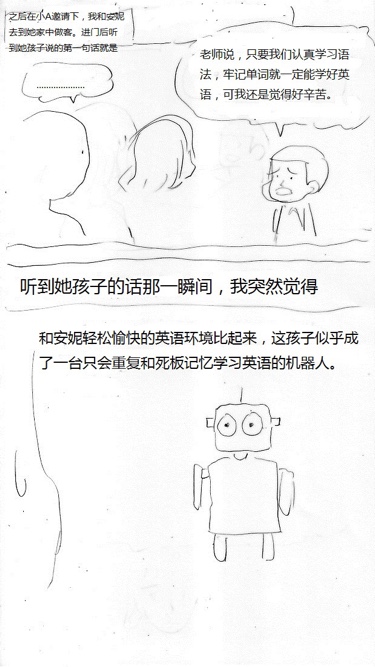 之后在小A邀请下，我和安妮
去到她家中做客。进门后听
到她孩子说的第一句话就是
老师说，只要我们认真学习语
法，牢记单词就一定能学好英
语，可我还是觉得好辛苦。
..................
听到她孩子的话那一瞬间，我突然觉得
和安妮轻松愉快的英语环境比起来，这孩子似乎成
了一台只会重复和死板记忆学习英语的机器人。